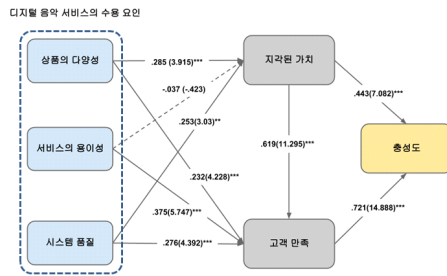 디지털 음악 서비스의 수용 요인
상품의 다양성
지각된 가치
.285 (3.915)***
-.037 (-.423)
.443(7.082)***
.253(3.03)**
서비스의 용이성
.619(11.295)***
충성도
.232(4.228)***
.375(5.747)***
.721(14.888)***
시스템 품질
.276(4.392)***
고객 만족